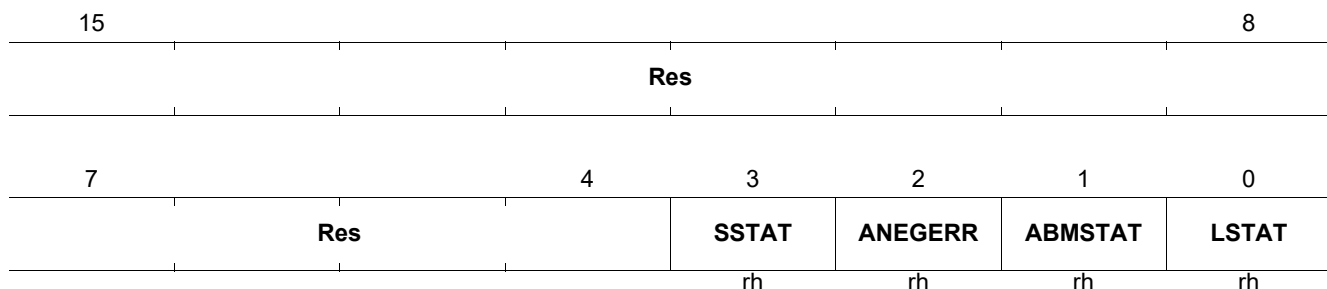 15 8
Res
7 4 3 2 1 0
Res SSTAT ANEGERR ABMSTAT LSTAT
rh rh rh rh